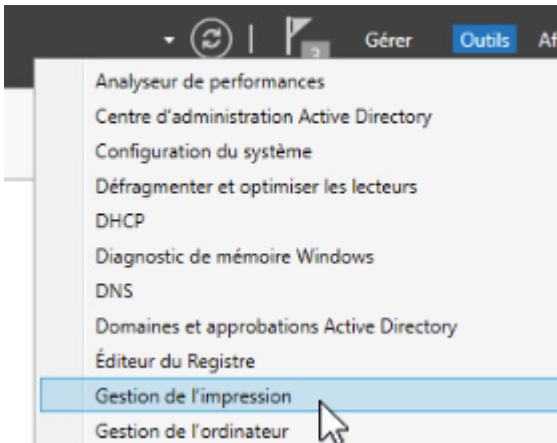 3 Gérer Outils Af
Analyseur de performances
Centre d'administration Active Directory
Configuration du système
Défragmenter et optimiser les lecteurs
DHCP
Diagnostic de mémoire Windows
DNS
Domaines et approbations Active Directory
Éditeur du Registre
Gestion de l'impression
Gestion de l'ordinateur